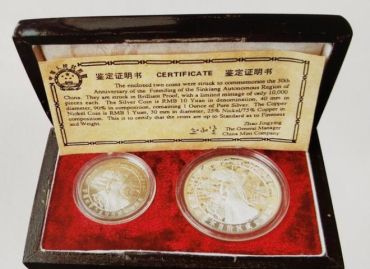 鉴定证明书 CERTIFICATE 鉴定证明书
The enclosed two coins were struck to commemorate the 30th
Anniversary of the Founding of the Sinkiang Autonomous Region of
China. They are struck in Brilliant Proof, with a limited mintage of only 10,000
pieces each. The Silver Coin is RMB 10 Yuan in denomination, 40 mm in
diameter, 90% in composition, containing 1 Ounce of Pure Silver. The Copper
Nickel Coin is RMB 1 Yuan, 30 mm in diameter, 25% Nickel/75% Copper in
composition. This is to certify that the coins are up to Standard as to Fineness
and Weight.
Zhao Jingying
The General Manager
China Mint Company